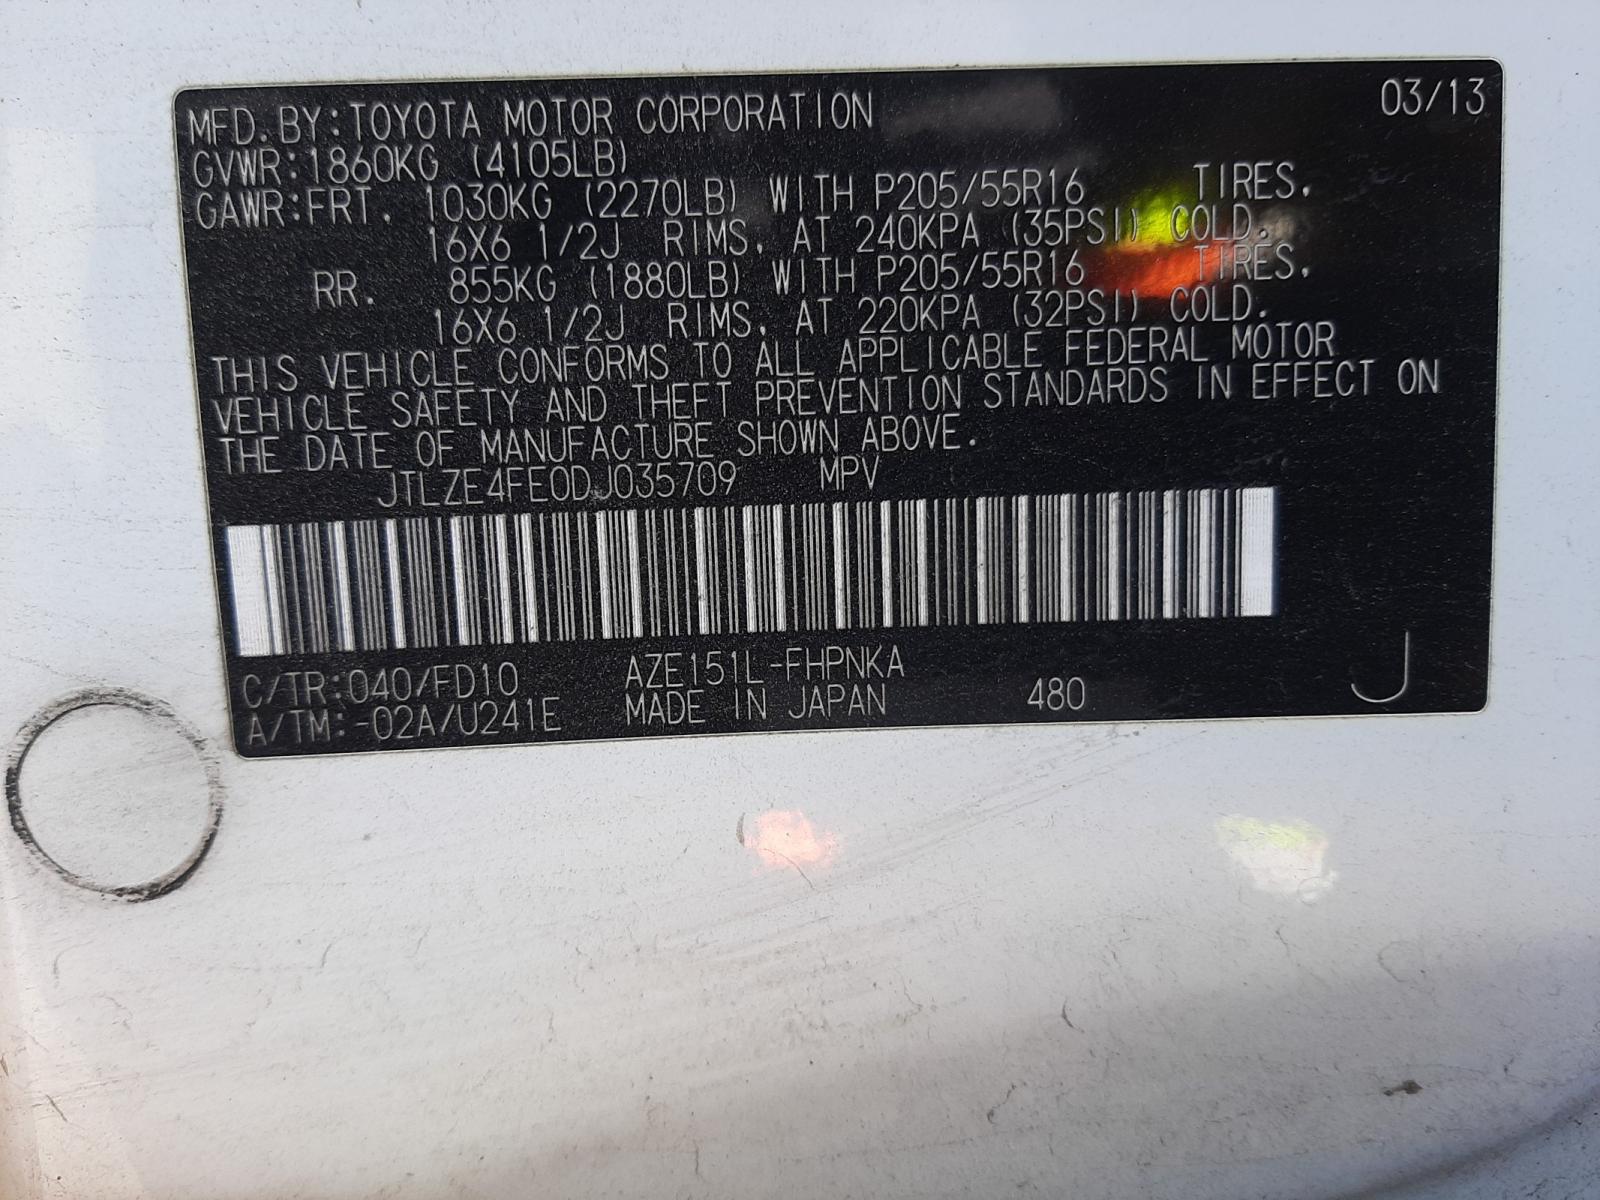 03/13
MFD. BY:TOYOTA MOTOR CORPORATION
GVWR:1860KG (4105LB)
GAWR:FRT. 1030KG (2270LB) WITH P205/55R16 TIRES,
16X6 1/2J RIMS, AT 240KPA (35PSI) COLD.
RR. 855KG (1880LB) WITH P205/55R16 TIRES,
16X6 1/2J RIMS, AT 220KPA (32PSI) COLD.
THIS VEHICLE CONFORMS TO ALL APPLICABLE FEDERAL MOTOR
VEHICLE SAFETY AND THEFT PREVENTION STANDARDS IN EFFECT ON
THE DATE OF MANUFACTURE SHOWN ABOVE.
JTLZE4FE0DJ035709 MPV
C/TR:040/FD10 AZE151L-FHPNKA
A/TM:-02A/U241E MADE IN JAPAN 480 J